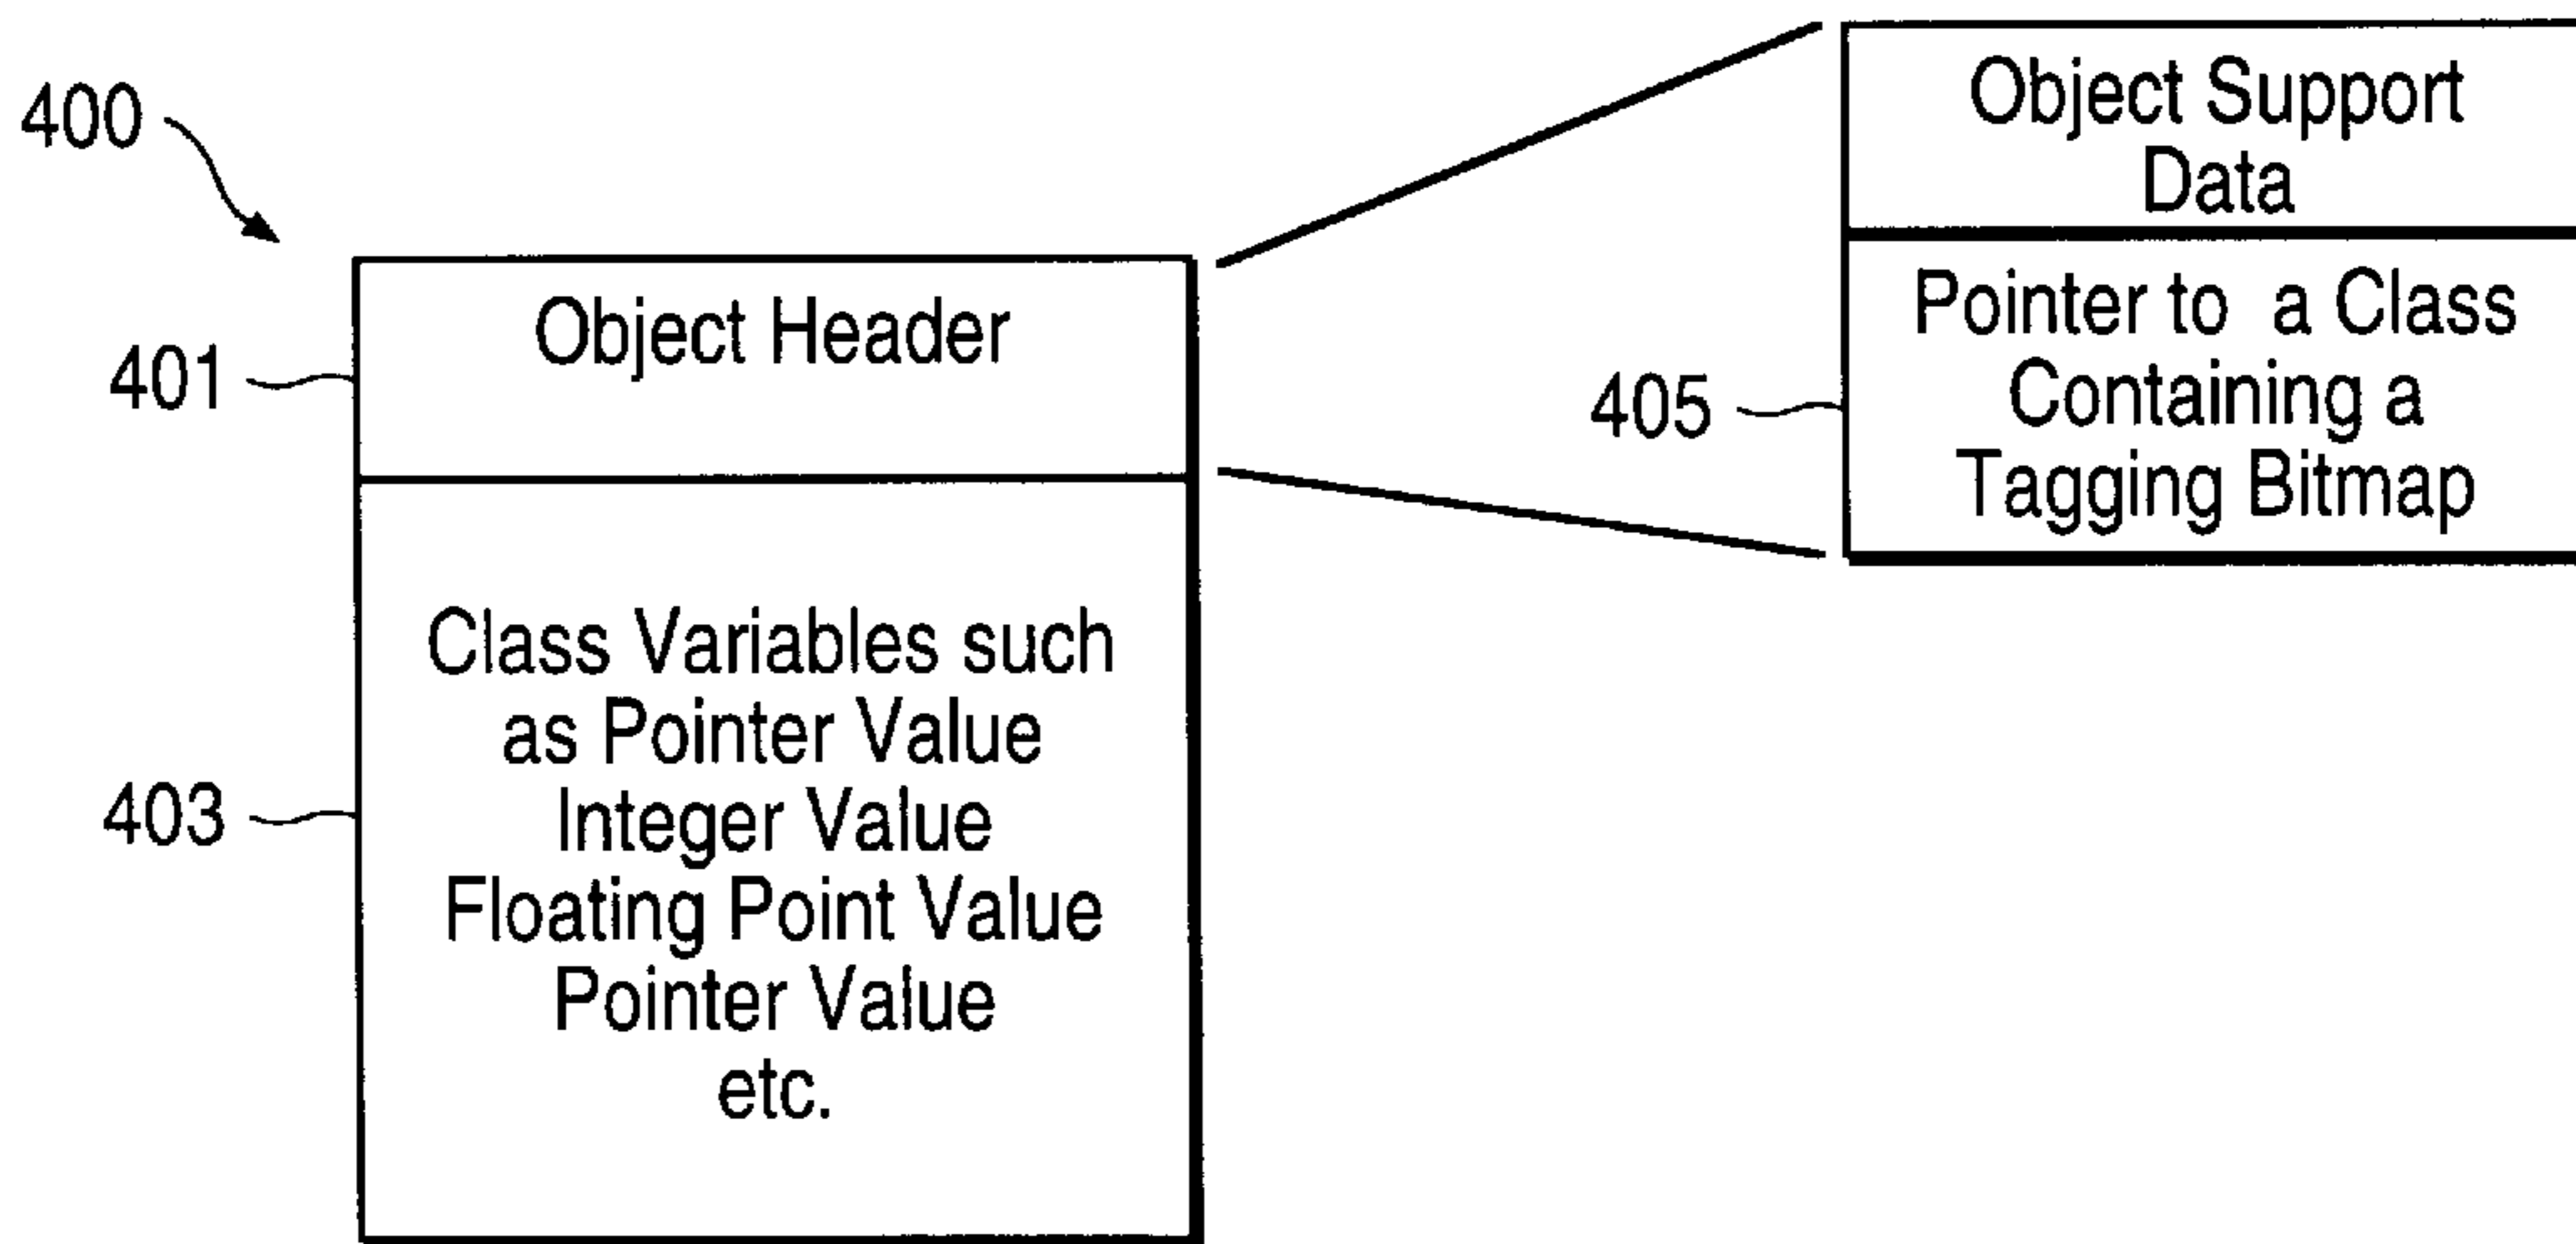 400
401
Object Header
403
Class Variables such
as Pointer Value
Integer Value
Floating Point Value
Pointer Value
etc.
Object Support
Data
405
Pointer to a Class
Containing a
Tagging Bitmap